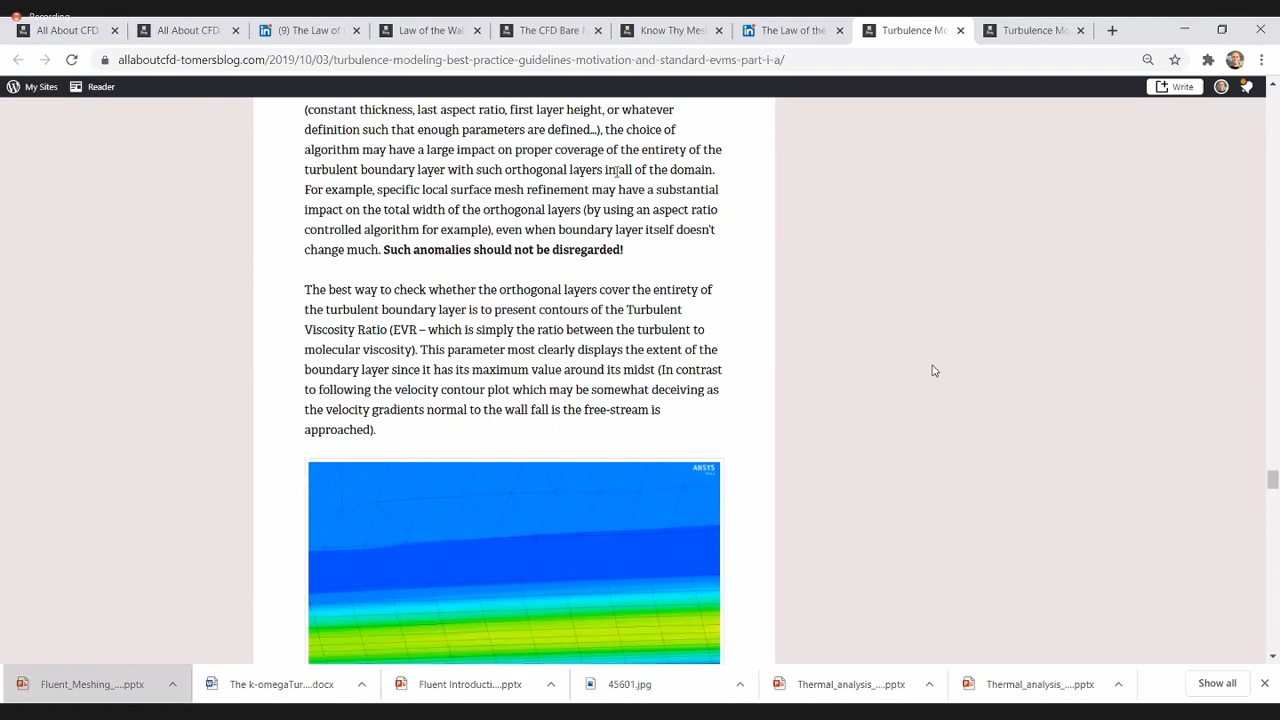 Recording
All About CFD
All About CFD
(9) The Law of
Law of the Wal
The CFD Bare
Know Thy Mes
The Law of the
Turbulence Mo
Turbulence Mo
allaboutcfd-tomersblog.com/2019/10/03/turbulence-modeling-best-practice-guidelines-motivation-and-standard-evms-part-i-a/
My Sites
Reader
Write
(constant thickness, last aspect ratio, first layer height, or whatever
definition such that enough parameters are defined…), the choice of
algorithm may have a large impact on proper coverage of the entirety of the
turbulent boundary layer with such orthogonal layers in all of the domain.
For example, specific local surface mesh refinement may have a substantial
impact on the total width of the orthogonal layers (by using an aspect ratio
controlled algorithm for example), even when boundary layer itself doesn't
change much. Such anomalies should not be disregarded!
The best way to check whether the orthogonal layers cover the entirety of
the turbulent boundary layer is to present contours of the Turbulent
Viscosity Ratio (EVR – which is simply the ratio between the turbulent to
molecular viscosity). This parameter most clearly displays the extent of the
boundary layer since it has its maximum value around its midst (In contrast
to following the velocity contour plot which may be somewhat deceiving as
the velocity gradients normal to the wall fall is the free-stream is
approached).
ANSYS
Fluent_Meshing_....pptx
The k-omegaTur....docx
Fluent Introducti....pptx
45601.jpg
Thermal_analysis_....pptx
Thermal_analysis_....pptx
Show all